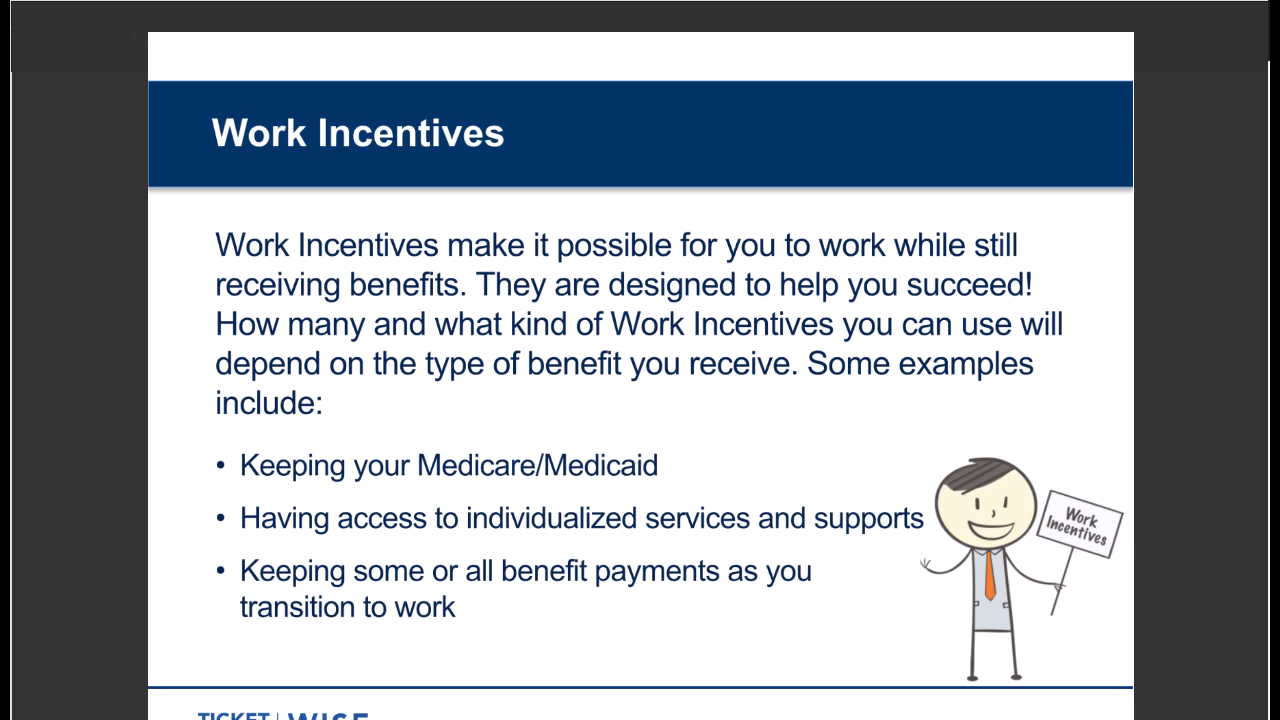 Work Incentives
Work Incentives make it possible for you to work while still
receiving benefits. They are designed to help you succeed!
How many and what kind of Work Incentives you can use will
depend on the type of benefit you receive. Some examples
include:
• Keeping your Medicare/Medicaid
• Having access to individualized services and supports
• Keeping some or all benefit payments as you
transition to work
Work
Incentives
TICKET | WISE